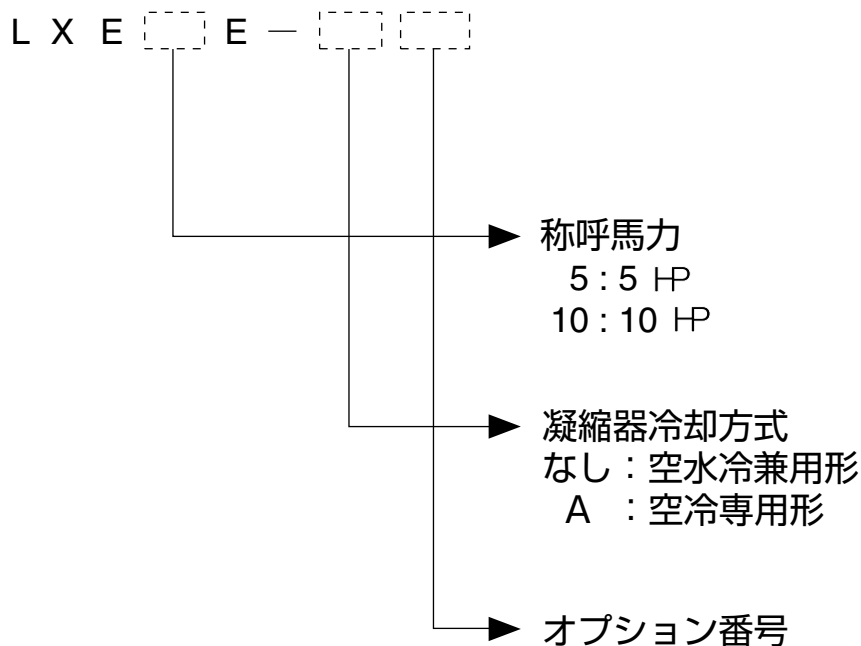 LXE E－
称呼馬力
5：5 HP
10：10 HP
凝縮器冷却方式
なし：空水冷兼用形
A ：空冷専用形
オプション番号